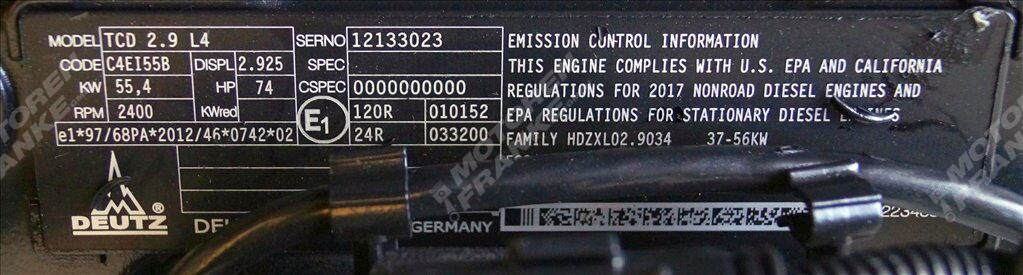 MODEL TCD 2.9 L4 SERNO 12133023
CODE C4EI55B DISPL 2.925 SPEC
KW 55,4 HP 74 CSPEC 0000000000
RPM 2400 KWred E1 120R 010152
e1*97/68PA*2012/46*0742*02 24R 033200
EMISSION CONTROL INFORMATION
THIS ENGINE COMPLIES WITH U.S. EPA AND CALIFORNIA
REGULATIONS FOR 2017 NONROAD DIESEL ENGINES AND
EPA REGULATIONS FOR STATIONARY DIESEL ENGINES
FAMILY HDZXL02.9034 37-56KW
DEUTZ
GERMANY
MOTOREN
FRANKE